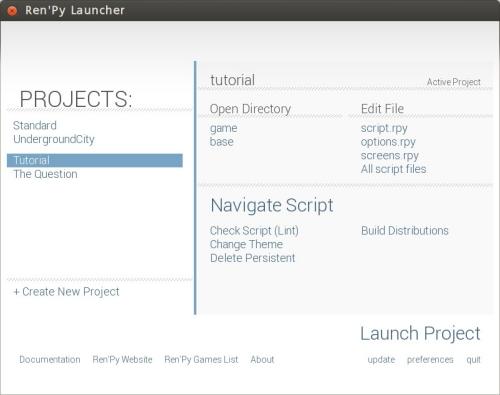 Ren'Py Launcher
PROJECTS:
Standard
UndergroundCity
Tutorial
The Question
+ Create New Project
tutorial
Active Project
Open Directory
game
base
Edit File
script.rpy
options.rpy
screens.rpy
All script files
Navigate Script
Check Script (Lint)
Change Theme
Delete Persistent
Build Distributions
Launch Project
Documentation Ren'Py Website Ren'Py Games List About
update preferences quit